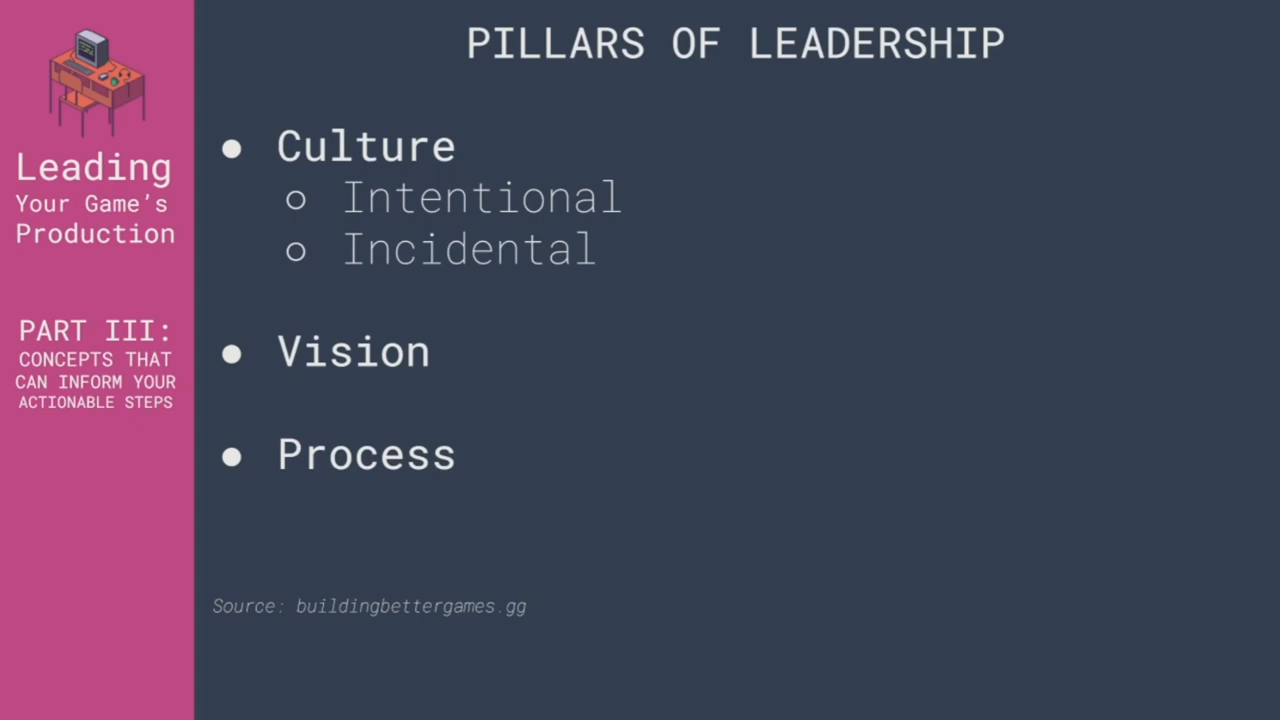 Leading
Your Game's
Production
PART III:
CONCEPTS THAT
CAN INFORM YOUR
ACTIONABLE STEPS
PILLARS OF LEADERSHIP
● Culture
○ Intentional
○ Incidental
● Vision
● Process
Source: buildingbettergames.gg